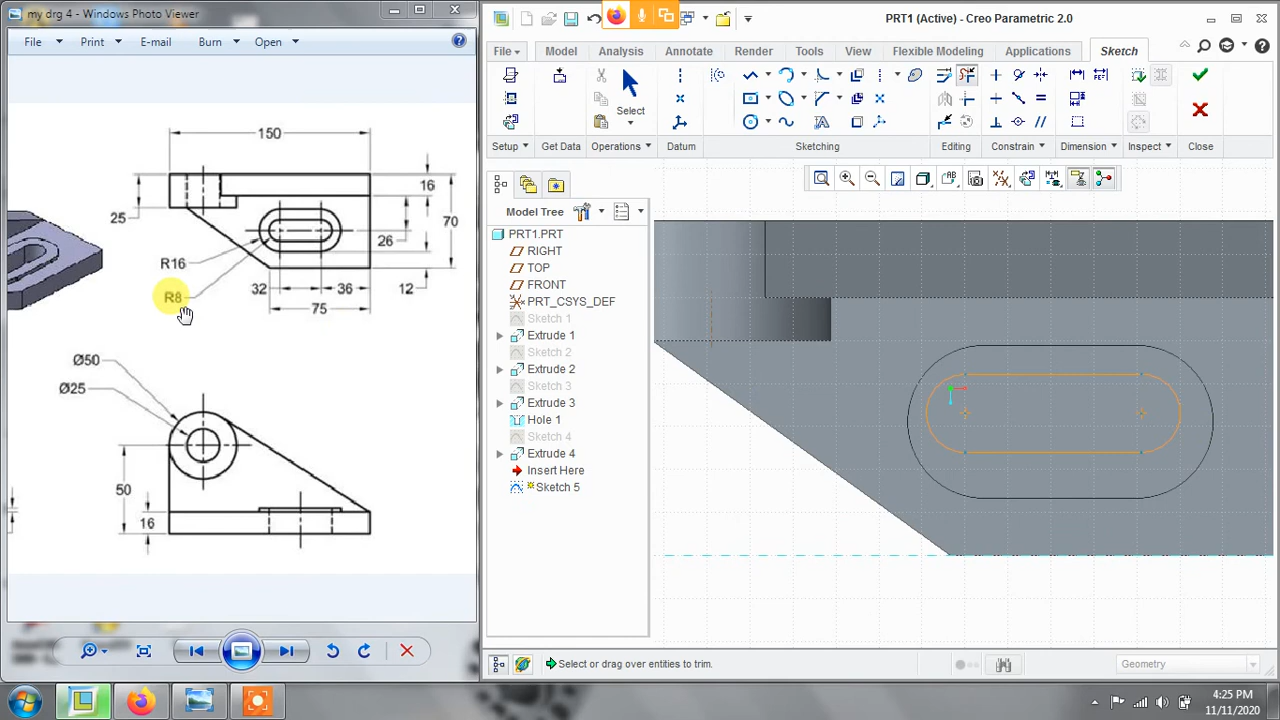 my drg 4 - Windows Photo Viewer
File Print E-mail Burn Open
150
25
16
70
26
R16
R8
32 36 12
75
Ø50
Ø25
50
16
PRT1 (Active) - Creo Parametric 2.0
File Model Analysis Annotate Render Tools View Flexible Modeling Applications Sketch
Select
Setup Get Data Operations Datum Sketching Editing Constrain Dimension Inspect Close
Model Tree
PRT1.PRT
RIGHT
TOP
FRONT
PRT_CSYS_DEF
Sketch 1
Extrude 1
Sketch 2
Extrude 2
Sketch 3
Extrude 3
Hole 1
Sketch 4
Extrude 4
Insert Here
Sketch 5
Select or drag over entities to trim.
Geometry
4:25 PM
11/11/2020